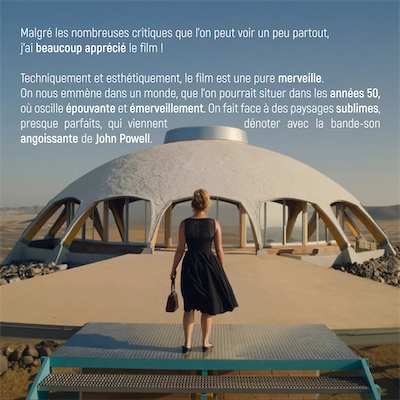 Malgré les nombreuses critiques que l'on peut voir un peu partout,
j'ai beaucoup apprécié le film !
Techniquement et esthétiquement, le film est une pure merveille.
On nous emmène dans un monde, que l'on pourrait situer dans les années 50,
où oscille épouvante et émerveillement. On fait face à des paysages sublimes,
presque parfaits, qui viennent dénoter avec la bande-son
angoissante de John Powell.